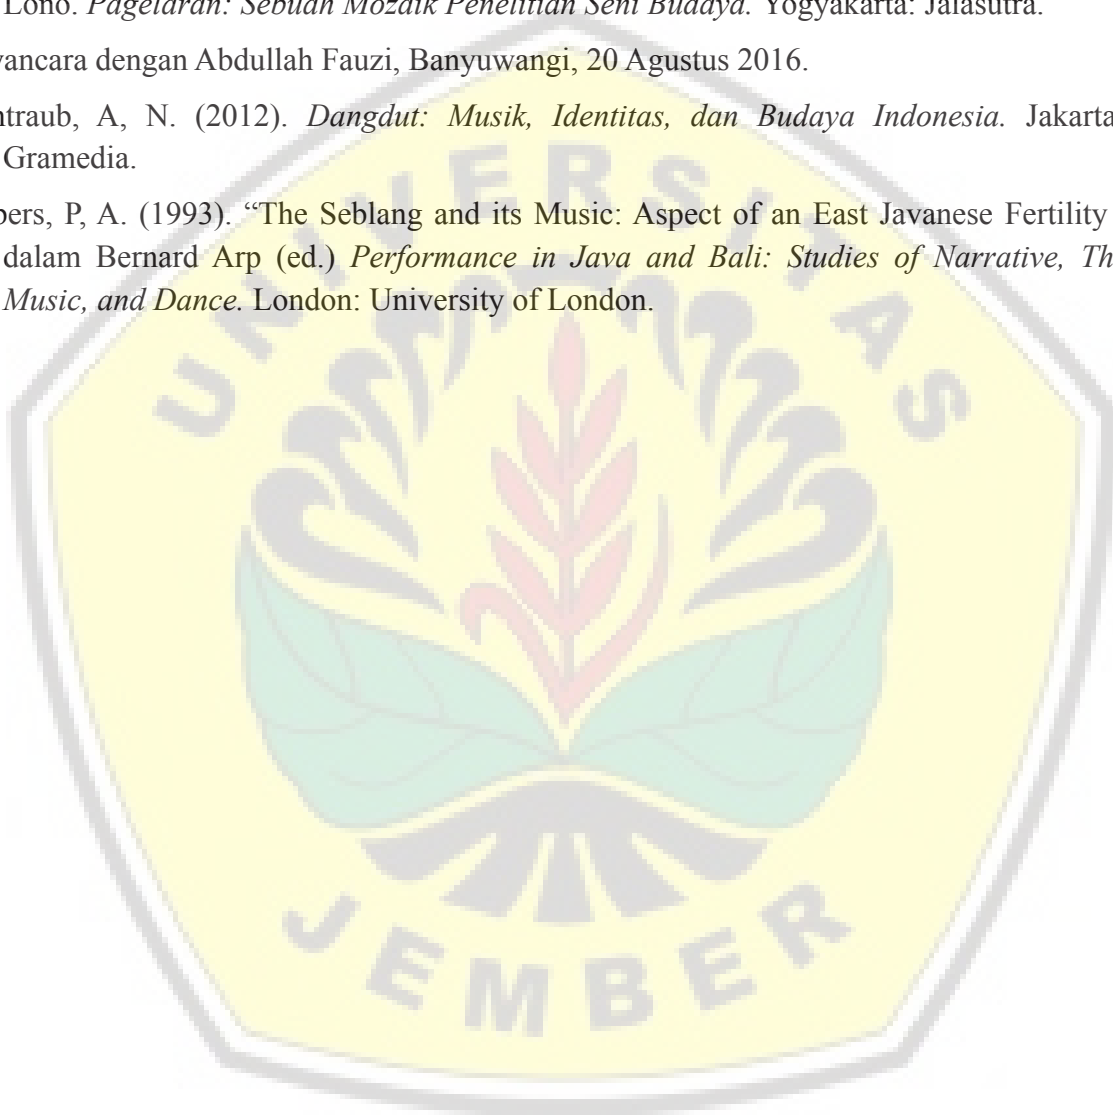 Lono. Pagelaran: Sebuah Mozaik Penelitian Seni Budaya. Yogyakarta: Jalasutra.
vancara dengan Abdullah Fauzi, Banyuwangi, 20 Agustus 2016.
ntraub, A, N. (2012). Dangdut: Musik, Identitas, dan Budaya Indonesia. Jakarta
Gramedia.
bers, P, A. (1993). “The Seblang and its Music: Aspect of an East Javanese Fertility
dalam Bernard Arp (ed.) Performance in Java and Bali: Studies of Narrative, Th
Music, and Dance. London: University of London.
UNIVERSITAS
JEMBER